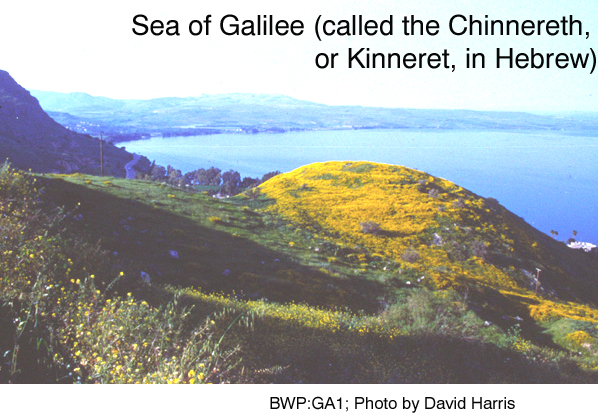 Sea of Galilee (called the Chinnereth,
or Kinneret, in Hebrew)
BWP:GA1; Photo by David Harris